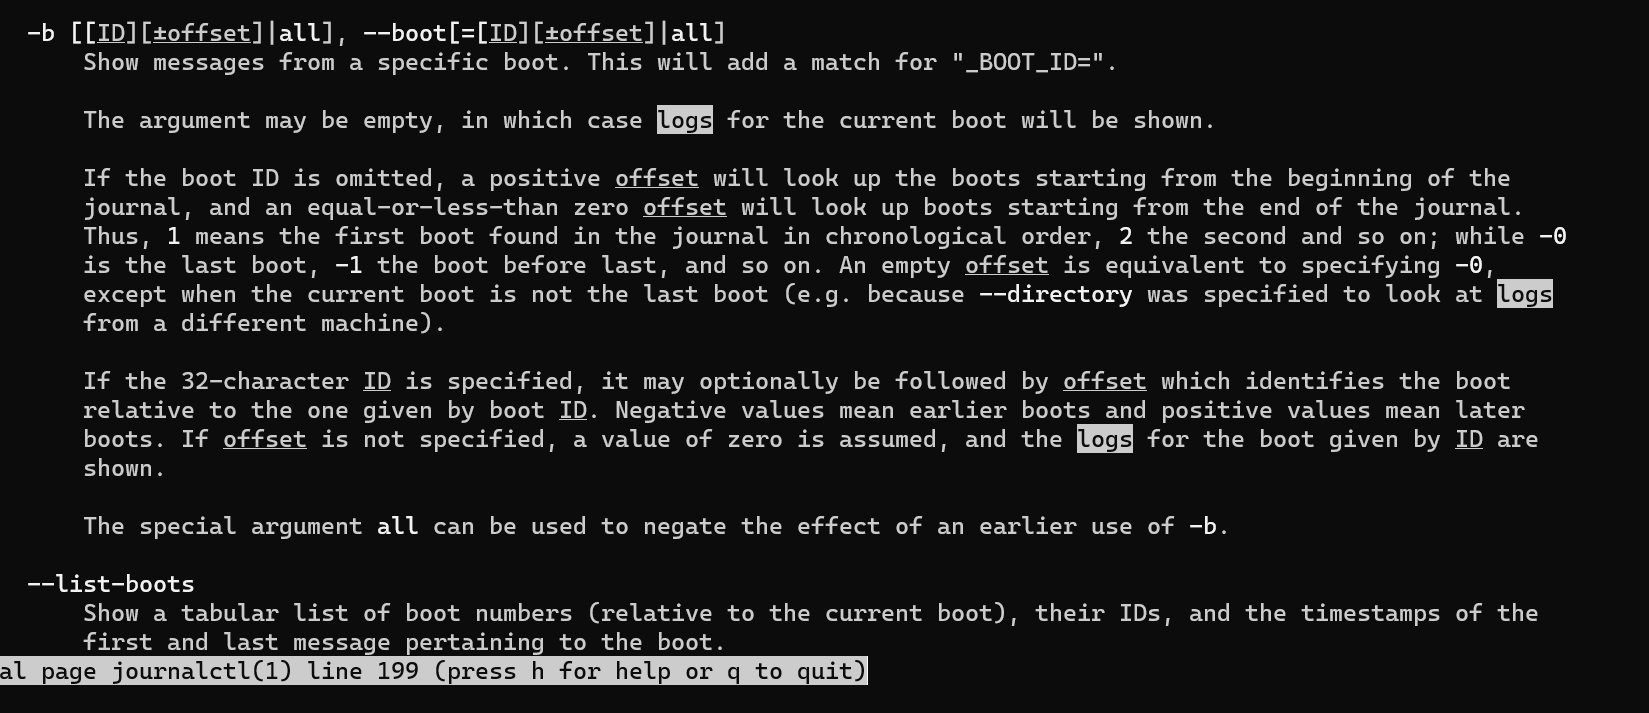 -b [[ID][±offset]|all], --boot[=[ID][±offset]|all]
Show messages from a specific boot. This will add a match for "_BOOT_ID=".
The argument may be empty, in which case logs for the current boot will be shown.
If the boot ID is omitted, a positive offset will look up the boots starting from the beginning of the
journal, and an equal-or-less-than zero offset will look up boots starting from the end of the journal.
Thus, 1 means the first boot found in the journal in chronological order, 2 the second and so on; while -0
is the last boot, -1 the boot before last, and so on. An empty offset is equivalent to specifying -0,
except when the current boot is not the last boot (e.g. because --directory was specified to look at logs
from a different machine).
If the 32-character ID is specified, it may optionally be followed by offset which identifies the boot
relative to the one given by boot ID. Negative values mean earlier boots and positive values mean later
boots. If offset is not specified, a value of zero is assumed, and the logs for the boot given by ID are
shown.
The special argument all can be used to negate the effect of an earlier use of -b.
--list-boots
Show a tabular list of boot numbers (relative to the current boot), their IDs, and the timestamps of the
first and last message pertaining to the boot.
al page journalctl(1) line 199 (press h for help or q to quit)